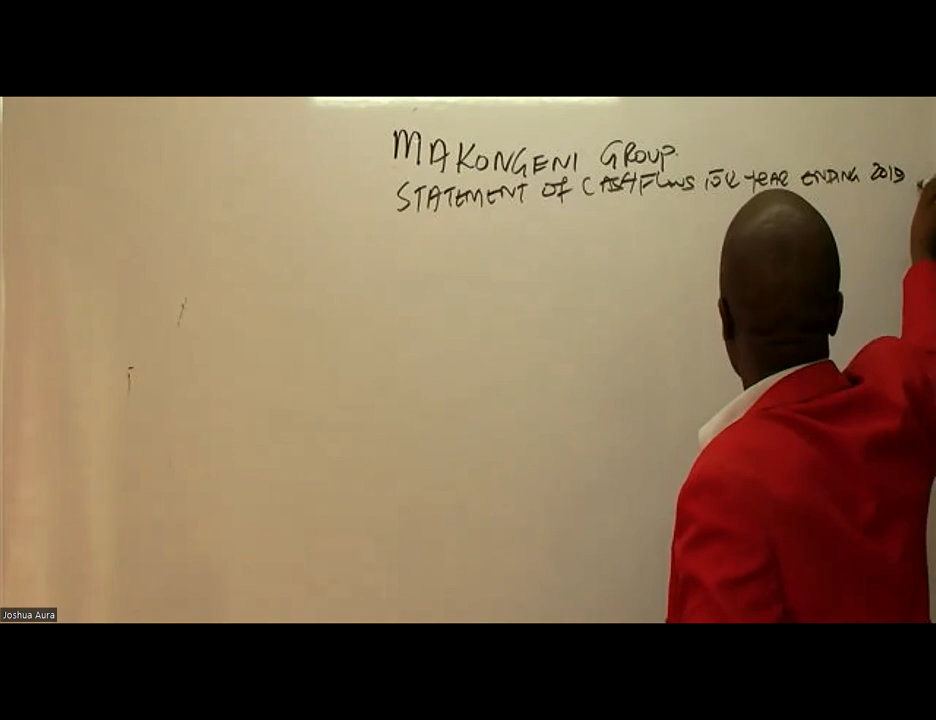 MAKONGENI GROUP.
STATEMENT OF CASHFLOWS FOR YEAR ENDING 2019
Joshua Aura